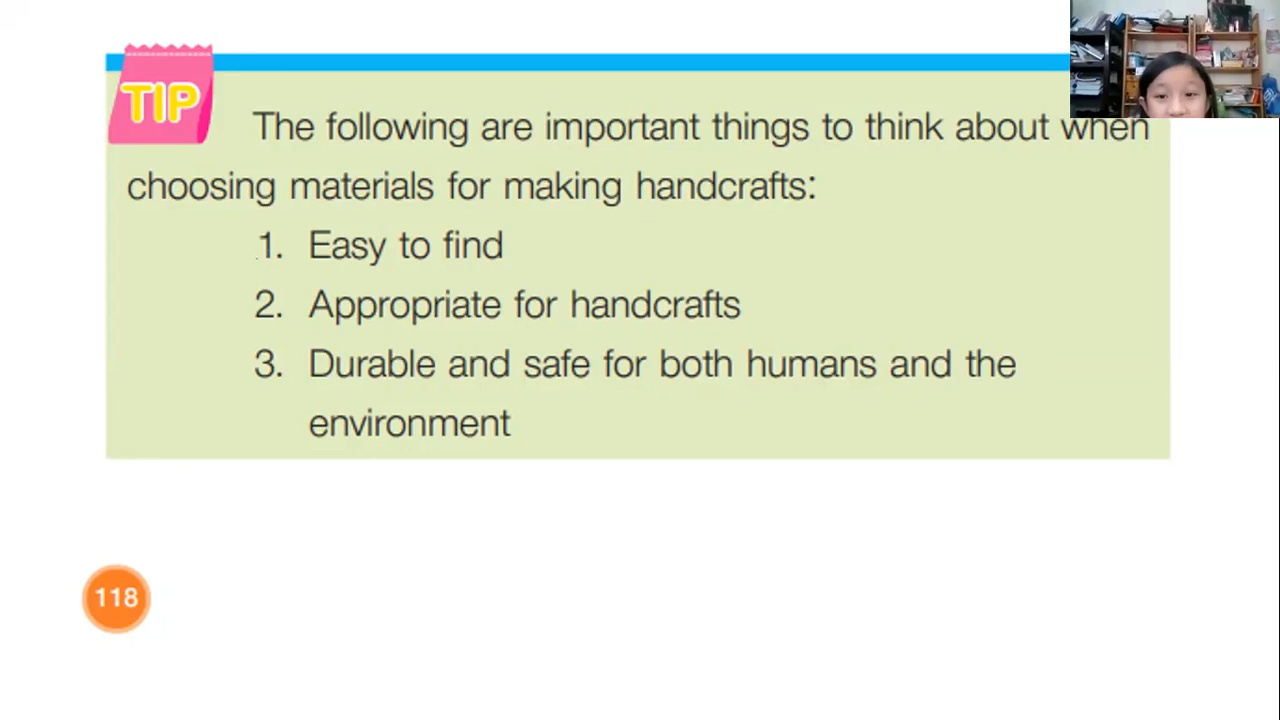 TIP
The following are important things to think about when
choosing materials for making handcrafts:
1. Easy to find
2. Appropriate for handcrafts
3. Durable and safe for both humans and the
environment
118